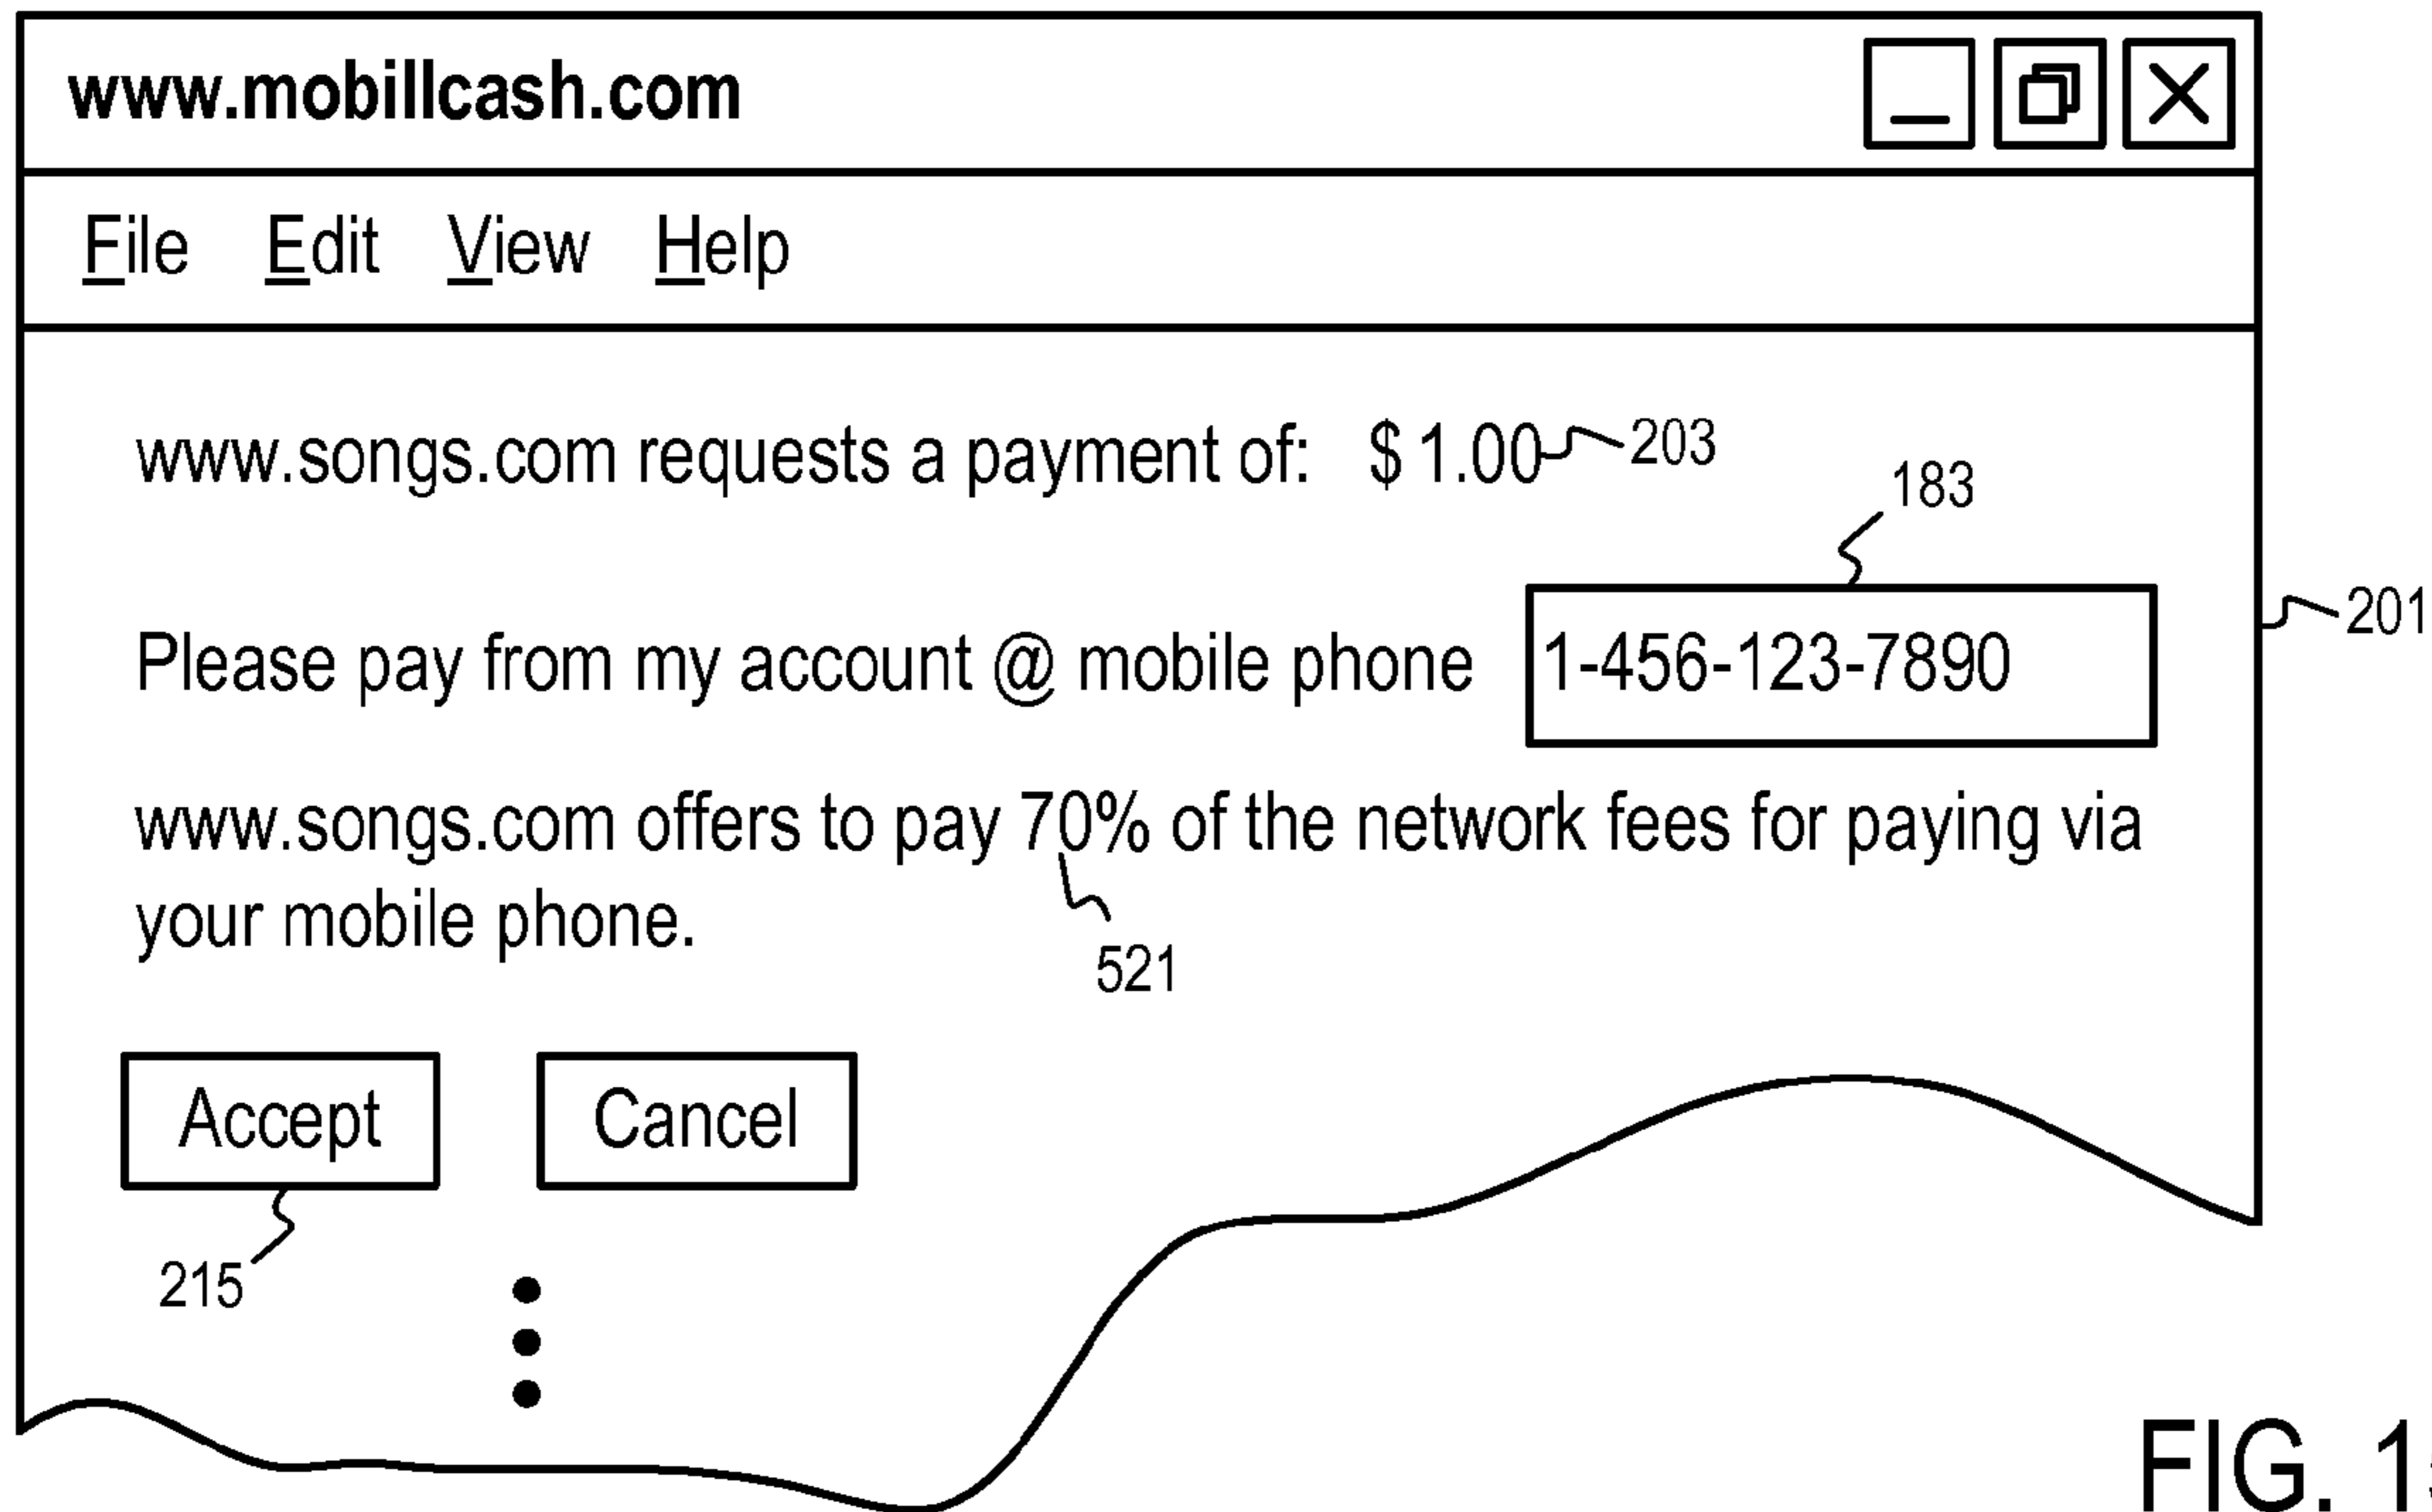 www.mobillcash.com
File Edit View Help
www.songs.com requests a payment of: $ 1.00 203
183
Please pay from my account @ mobile phone 1-456-123-7890
201
www.songs.com offers to pay 70% of the network fees for paying via
your mobile phone.
521
Accept Cancel
215
FIG. 1